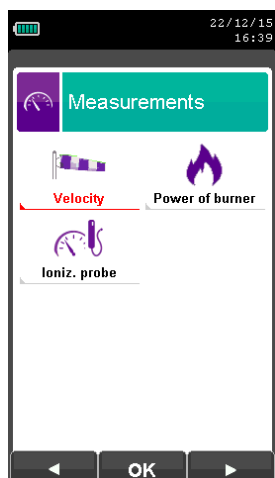 22/12/15
16:39
Measurements
Velocity
Power of burner
Ioniz. probe
OK